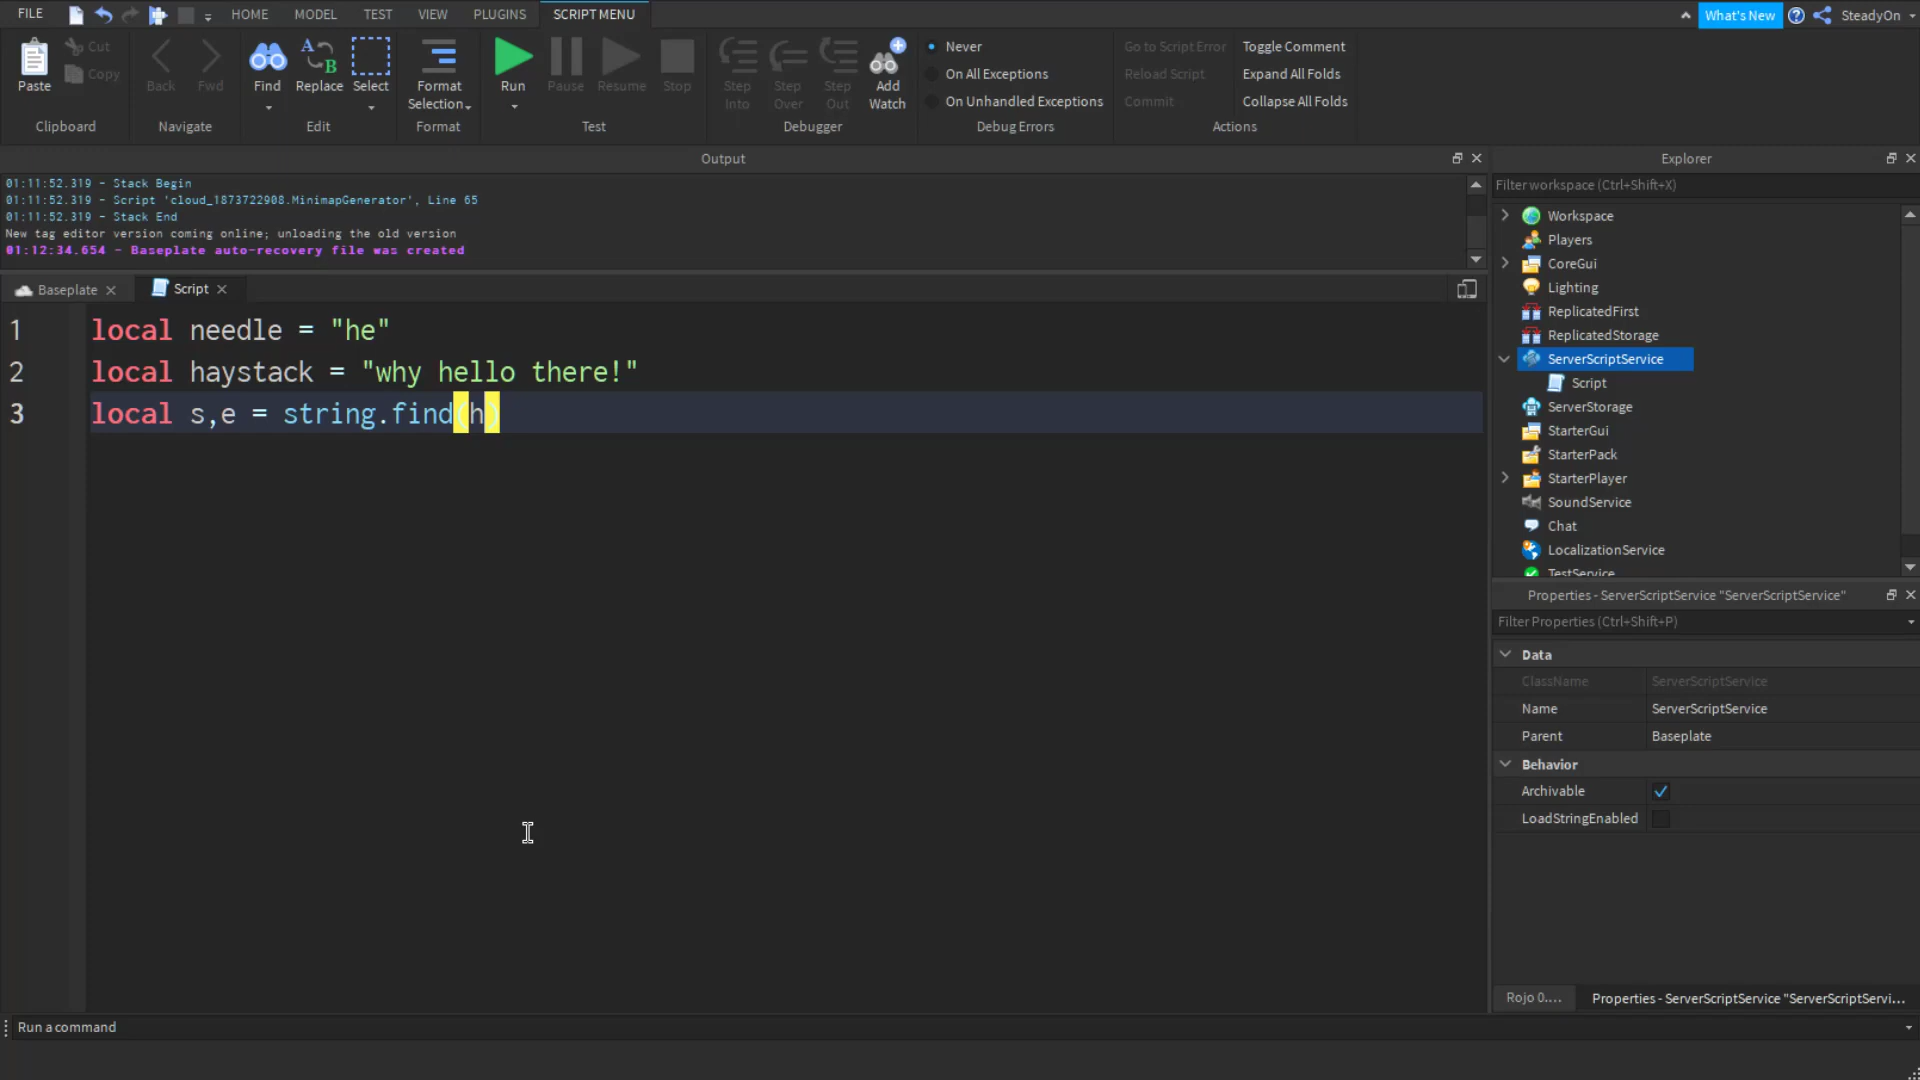 FILE HOME MODEL TEST VIEW PLUGINS SCRIPT MENU What's New SteadyOn
Paste Cut Copy
Clipboard
Back Fwd
Navigate
Find Replace Select
Edit
Format Selection
Format
Run Pause Resume Stop
Test
Step Into Step Over Step Out Add Watch
Debugger
Never
On All Exceptions
On Unhandled Exceptions
Debug Errors
Go to Script Error Toggle Comment
Reload Script Expand All Folds
Commit Collapse All Folds
Actions
Output
01:11:52.319 - Stack Begin
01:11:52.319 - Script 'cloud_1873722908.MinimapGenerator', Line 65
01:11:52.319 - Stack End
New tag editor version coming online; unloading the old version
01:12:34.654 - Baseplate auto-recovery file was created
Baseplate Script
1 local needle = "he"
2 local haystack = "why hello there!"
3 local s,e = string.find(h)
Explorer
Filter workspace (Ctrl+Shift+X)
Workspace
Players
CoreGui
Lighting
ReplicatedFirst
ReplicatedStorage
ServerScriptService
Script
ServerStorage
StarterGui
StarterPack
StarterPlayer
SoundService
Chat
LocalizationService
TestService
Properties - ServerScriptService "ServerScriptService"
Filter Properties (Ctrl+Shift+P)
Data
ClassName ServerScriptService
Name ServerScriptService
Parent Baseplate
Behavior
Archivable
LoadStringEnabled
Rojo 0.... Properties - ServerScriptService "ServerScriptServi...
Run a command